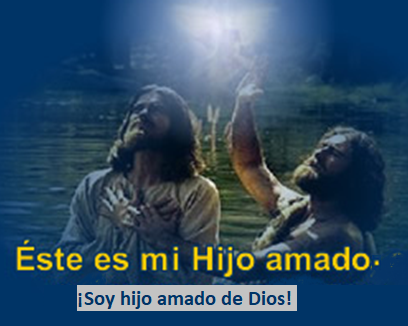 Éste es mi Hijo amado.
¡Soy hijo amado de Dios!